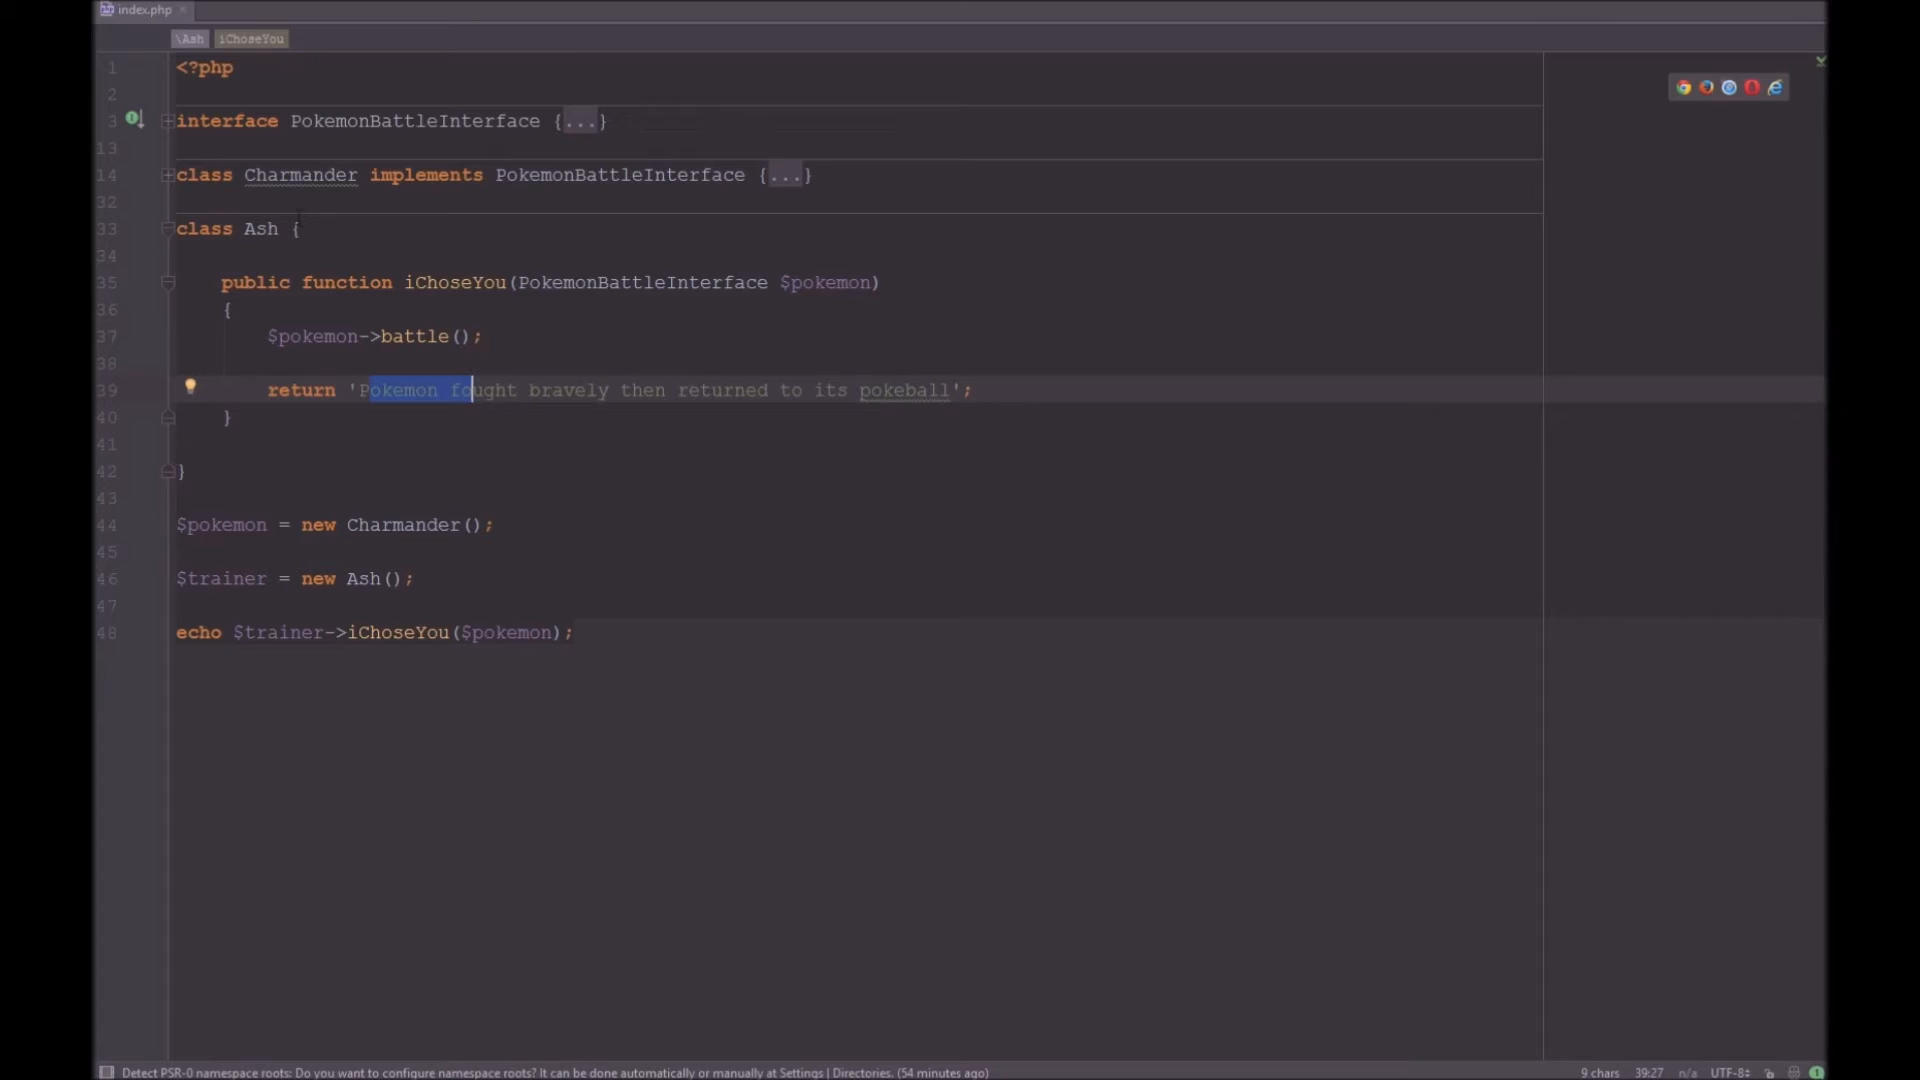 index.php
\Ash iChoseYou
1 <?php
2
3 interface PokemonBattleInterface {...}
13
14 class Charmander implements PokemonBattleInterface {...}
32
33 class Ash {
34
35 public function iChoseYou(PokemonBattleInterface $pokemon)
36 {
37 $pokemon->battle();
38
39 return 'Pokemon fought bravely then returned to its pokeball';
40 }
41
42 }
43
44 $pokemon = new Charmander();
45
46 $trainer = new Ash();
47
48 echo $trainer->iChoseYou($pokemon);
Detect PSR-0 namespace roots: Do you want to configure namespace roots? It can be done automatically or manually at Settings | Directories. (54 minutes ago) 9 chars 39:27 n/a UTF-8